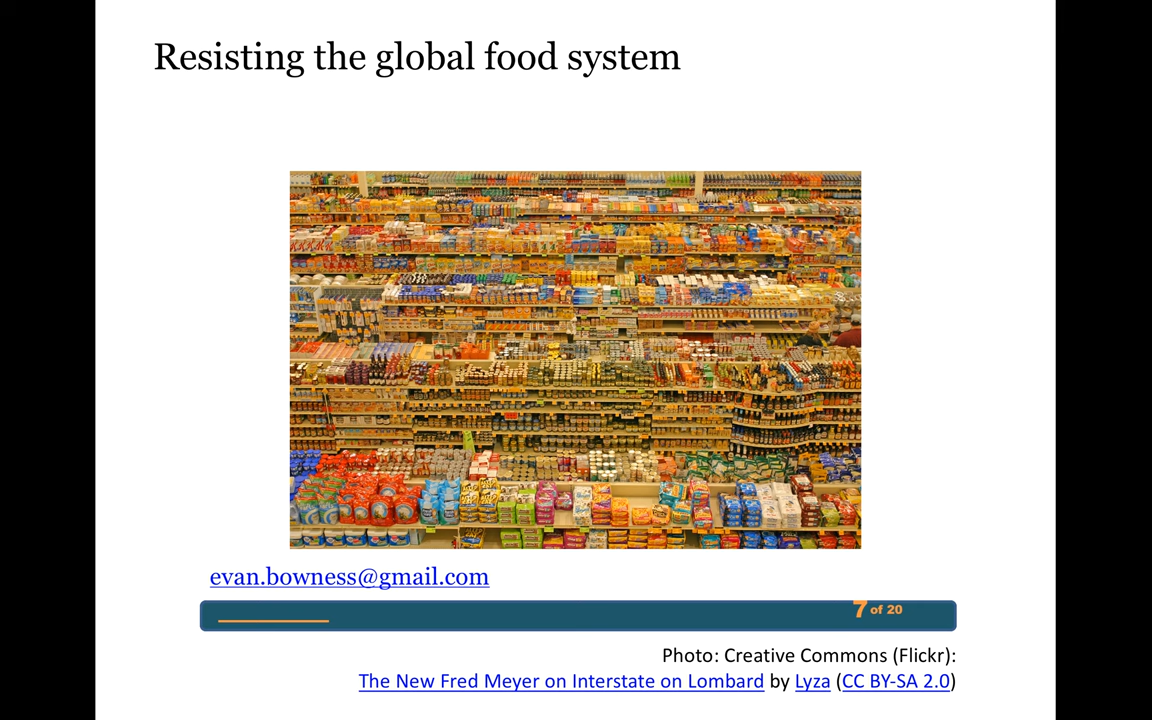 Resisting the global food system
evan.bowness@gmail.com
7 of 20
Photo: Creative Commons (Flickr):
The New Fred Meyer on Interstate on Lombard by Lyza (CC BY-SA 2.0)